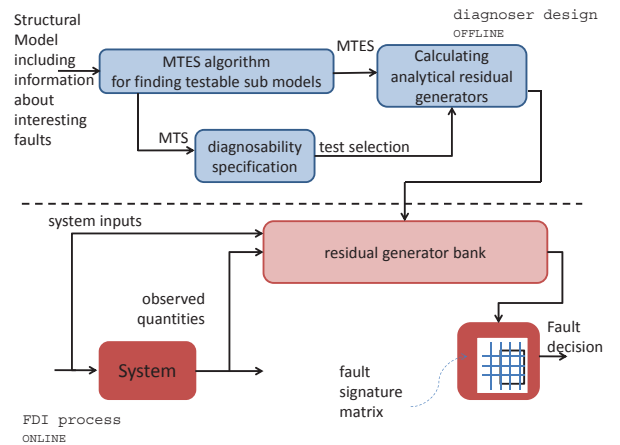 Structural
Model
including
information
about
interesting
faults
diagnoser design
OFFLINE
MTES algorithm
for finding testable sub models
MTES
Calculating
analytical residual
generators
MTS
diagnosability
specification
test selection
system inputs
residual generator bank
observed
quantities
System
Fault
decision
fault
signature
matrix
FDI process
ONLINE